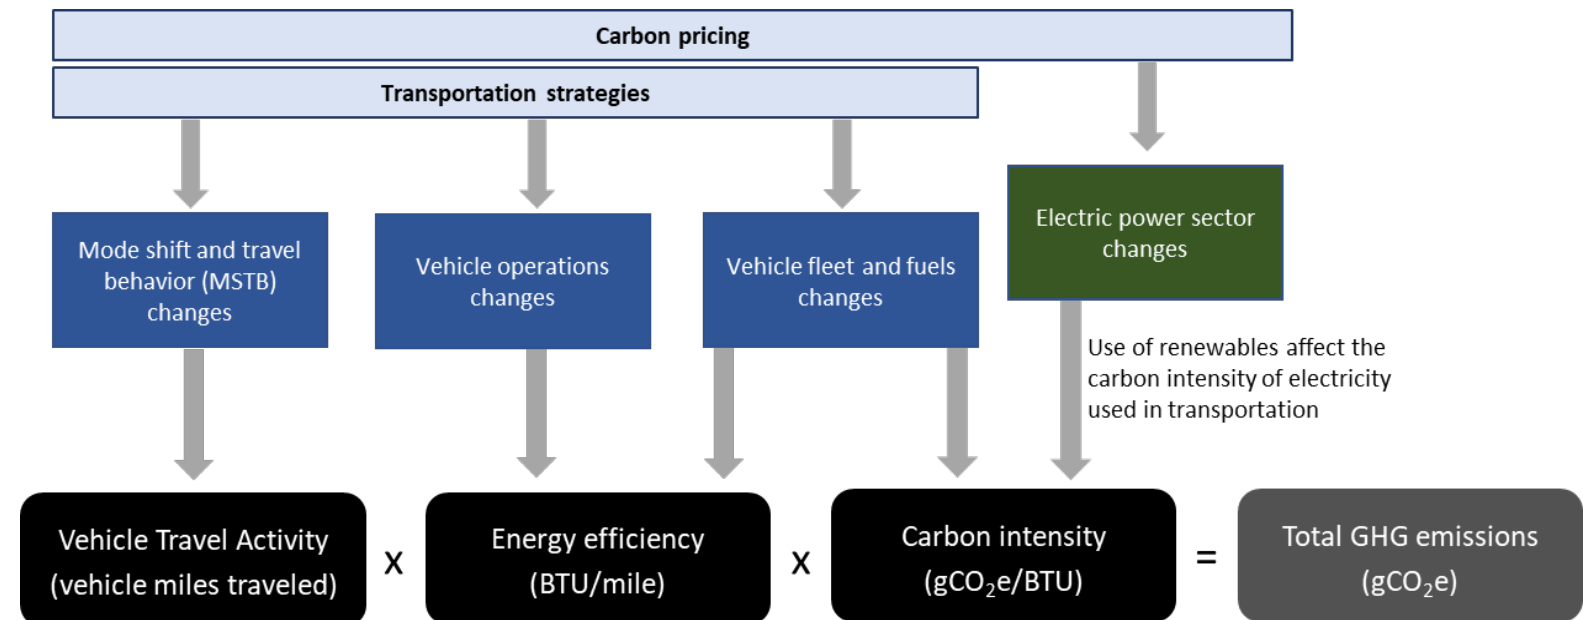 Carbon pricing
Transportation strategies
Mode shift and travel
behavior (MSTB)
changes
Vehicle operations
changes
Vehicle fleet and fuels
changes
Electric power sector
changes
Use of renewables affect the
carbon intensity of electricity
used in transportation
Vehicle Travel Activity
(vehicle miles traveled)
x
Energy efficiency
(BTU/mile)
x
Carbon intensity
(gCO₂e/BTU)
=
Total GHG emissions
(gCO₂e)